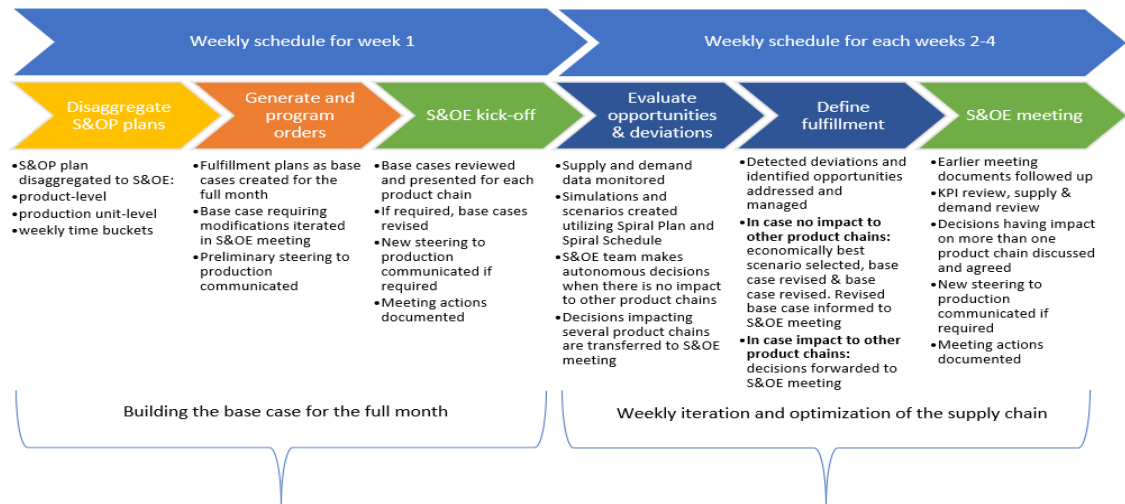 Weekly schedule for week 1
Weekly schedule for each weeks 2-4
Disaggregate
S&OP plans
Generate and
program
orders
S&OE kick-off
Evaluate
opportunities
& deviations
Define
fulfillment
S&OE meeting
•S&OP plan
disaggregated to S&OE:
•product-level
•production unit-level
•weekly time buckets
•Fulfillment plans as base
cases created for the
full month
•Base case requiring
modifications iterated
in S&OE meeting
•Preliminary steering to
production
communicated
•Base cases reviewed
and presented for each
product chain
•If required, base cases
revised
•New steering to
production
communicated if
required
•Meeting actions
documented
•Supply and demand
data monitored
•Simulations and
scenarios created
utilizing Spiral Plan and
Spiral Schedule
•S&OE team makes
autonomous decisions
when there is no impact
to other product chains
•Decisions impacting
several product chains
are transferred to S&OE
meeting
•Detected deviations and
identified opportunities
addressed and
managed
•In case no impact to
other product chains:
economically best
scenario selected, base
case revised & base
case revised. Revised
base case informed to
S&OE meeting
•In case impact to other
product chains:
decisions forwarded to
S&OE meeting
•Earlier meeting
documents followed up
•KPI review, supply &
demand review
•Decisions having impact
on more than one
product chain discussed
and agreed
•New steering to
production
communicated if
required
•Meeting actions
documented
Building the base case for the full month
Weekly iteration and optimization of the supply chain